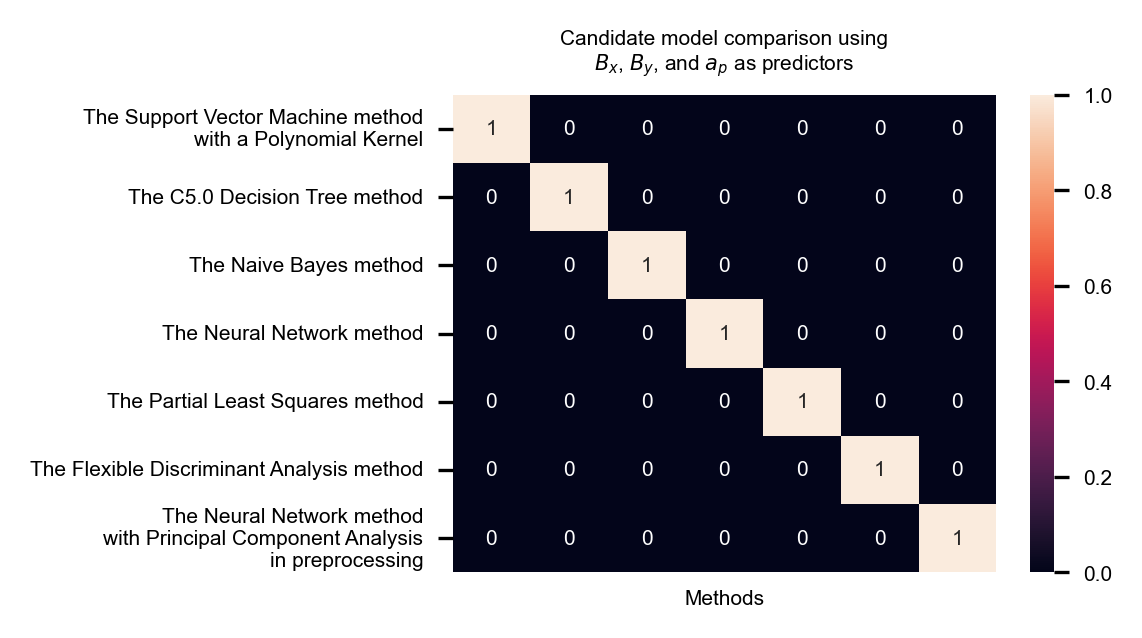 Candidate model comparison using
Bx, By, and ap as predictors
The Support Vector Machine method
with a Polynomial Kernel
1 0 0 0 0 0 0
The C5.0 Decision Tree method
0 1 0 0 0 0 0
The Naive Bayes method
0 0 1 0 0 0 0
The Neural Network method
0 0 0 1 0 0 0
The Partial Least Squares method
0 0 0 0 1 0 0
The Flexible Discriminant Analysis method
0 0 0 0 0 1 0
The Neural Network method
with Principal Component Analysis
in preprocessing
0 0 0 0 0 0 1
Methods
1.0
0.8
0.6
0.4
0.2
0.0